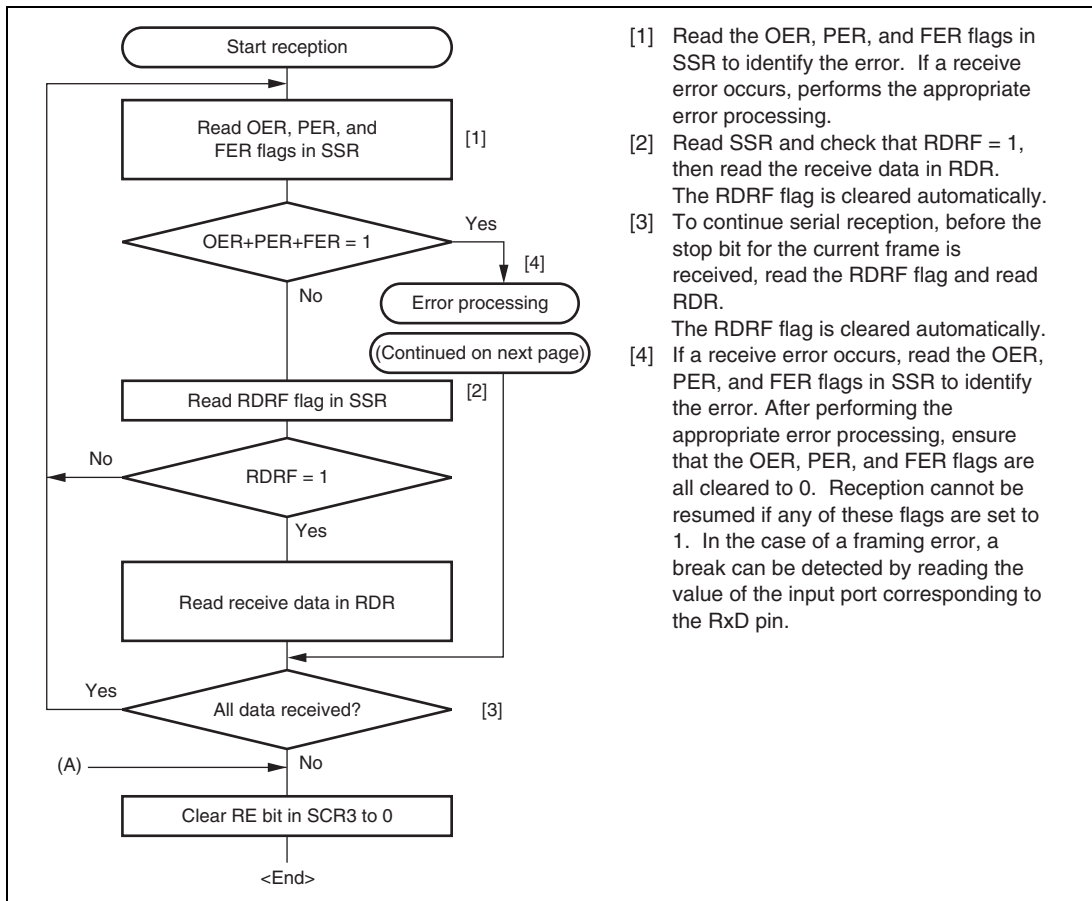 Start reception
Read OER, PER, and
FER flags in SSR
[1]
OER+PER+FER = 1
Yes
No
[4]
Error processing
(Continued on next page)
Read RDRF flag in SSR
[2]
No
RDRF = 1
Yes
Read receive data in RDR
Yes
All data received?
[3]
(A)
No
Clear RE bit in SCR3 to 0
<End>
[1] Read the OER, PER, and FER flags in
SSR to identify the error. If a receive
error occurs, performs the appropriate
error processing.
[2] Read SSR and check that RDRF = 1,
then read the receive data in RDR.
The RDRF flag is cleared automatically.
[3] To continue serial reception, before the
stop bit for the current frame is
received, read the RDRF flag and read
RDR.
The RDRF flag is cleared automatically.
[4] If a receive error occurs, read the OER,
PER, and FER flags in SSR to identify
the error. After performing the
appropriate error processing, ensure
that the OER, PER, and FER flags are
all cleared to 0. Reception cannot be
resumed if any of these flags are set to
1. In the case of a framing error, a
break can be detected by reading the
value of the input port corresponding to
the RxD pin.